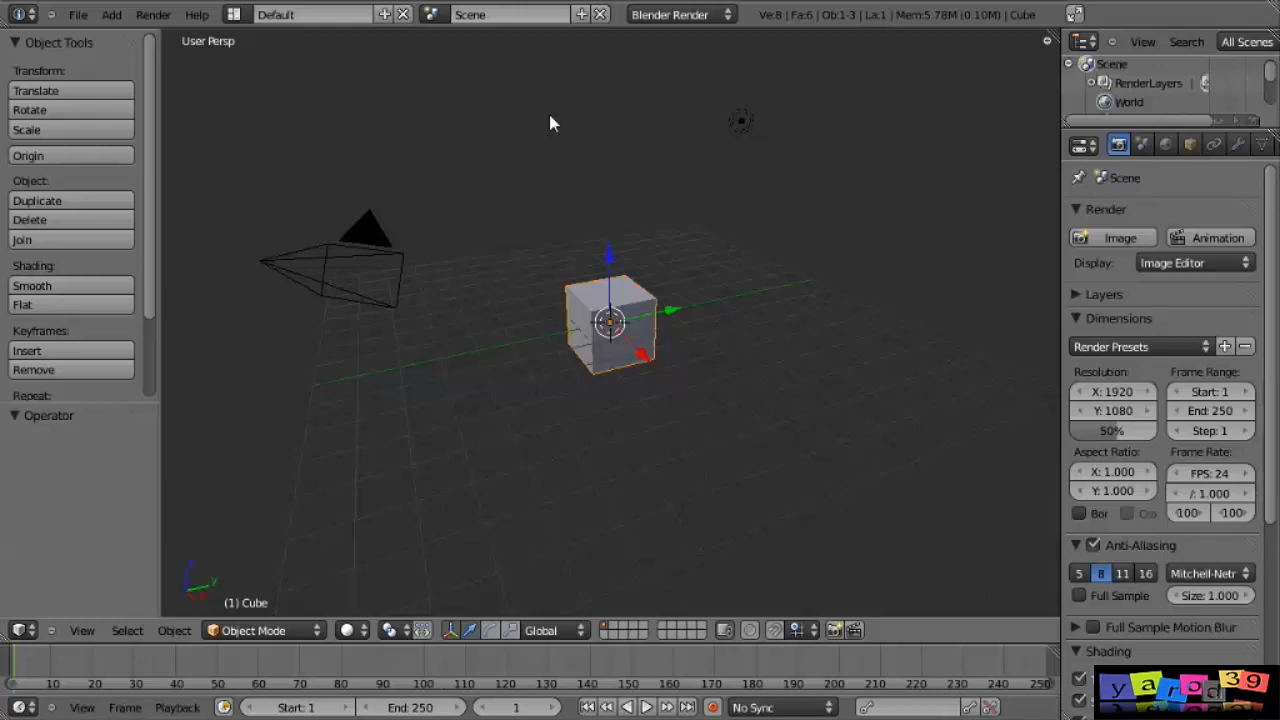 File Add Render Help Default Scene Blender Render Ve:8 | Fa:6 | Ob:1-3 | La:1 | Mem:5.78M (0.10M) | Cube
Object Tools
Transform:
Translate
Rotate
Scale
Origin
Object:
Duplicate
Delete
Join
Shading:
Smooth
Flat
Keyframes:
Insert
Remove
Repeat:
Operator
User Persp
(1) Cube
View Select Object Object Mode Global
0 10 20 30 40 50 60 70 80 90 100 110 120 130 140 150 160 170 180 190 200 210 220 230 240 250
View Frame Playback Start: 1 End: 250 1 No Sync
View Search All Scenes
Scene
RenderLayers
World
Scene
Render
Image Animation
Display: Image Editor
Layers
Dimensions
Render Presets
Resolution: Frame Range:
X: 1920 Start: 1
Y: 1080 End: 250
50% Step: 1
Aspect Ratio: Frame Rate:
X: 1.000 FPS: 24
Y: 1.000 /: 1.000
Bor Cro 100 100
Anti-Aliasing
5 8 11 16 Mitchell-Netr
Full Sample Size: 1.000
Full Sample Motion Blur
Shading
yarod39